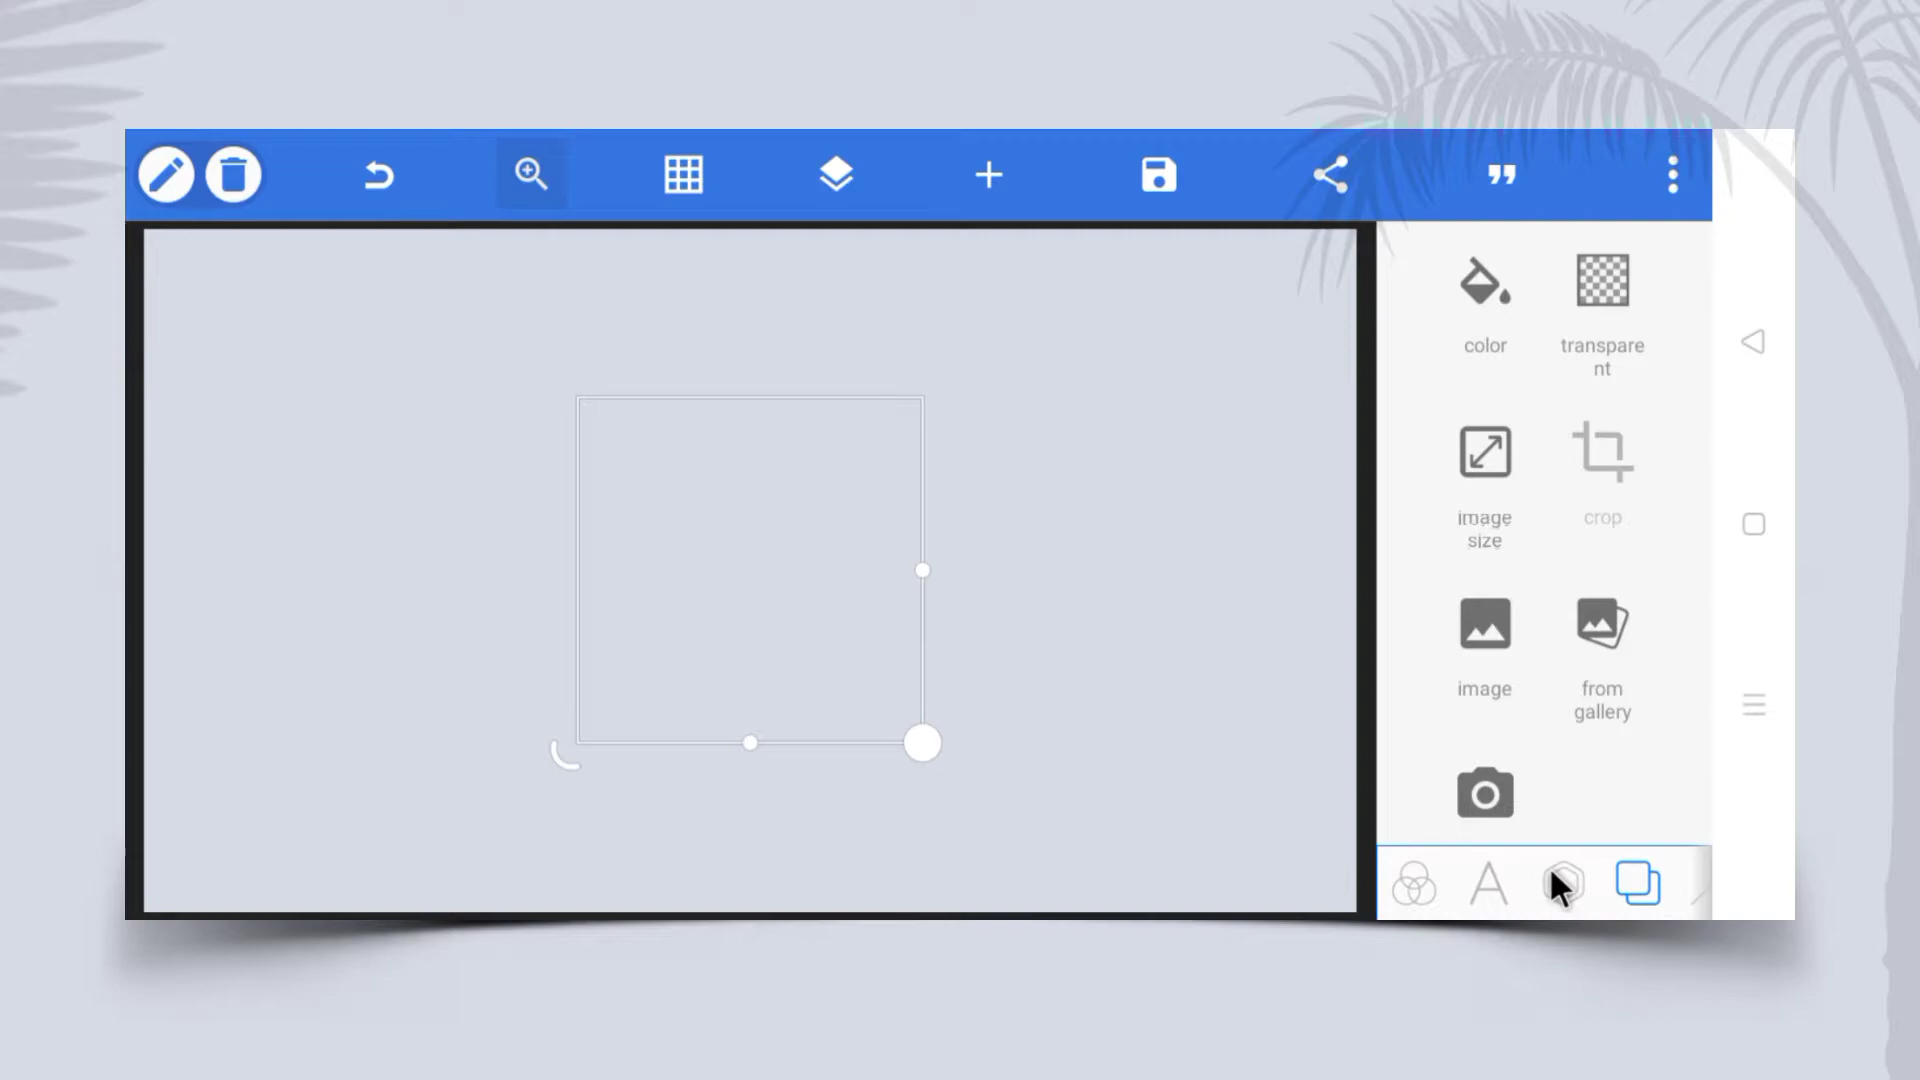 color
transpare
nt
image
size
crop
image
from
gallery